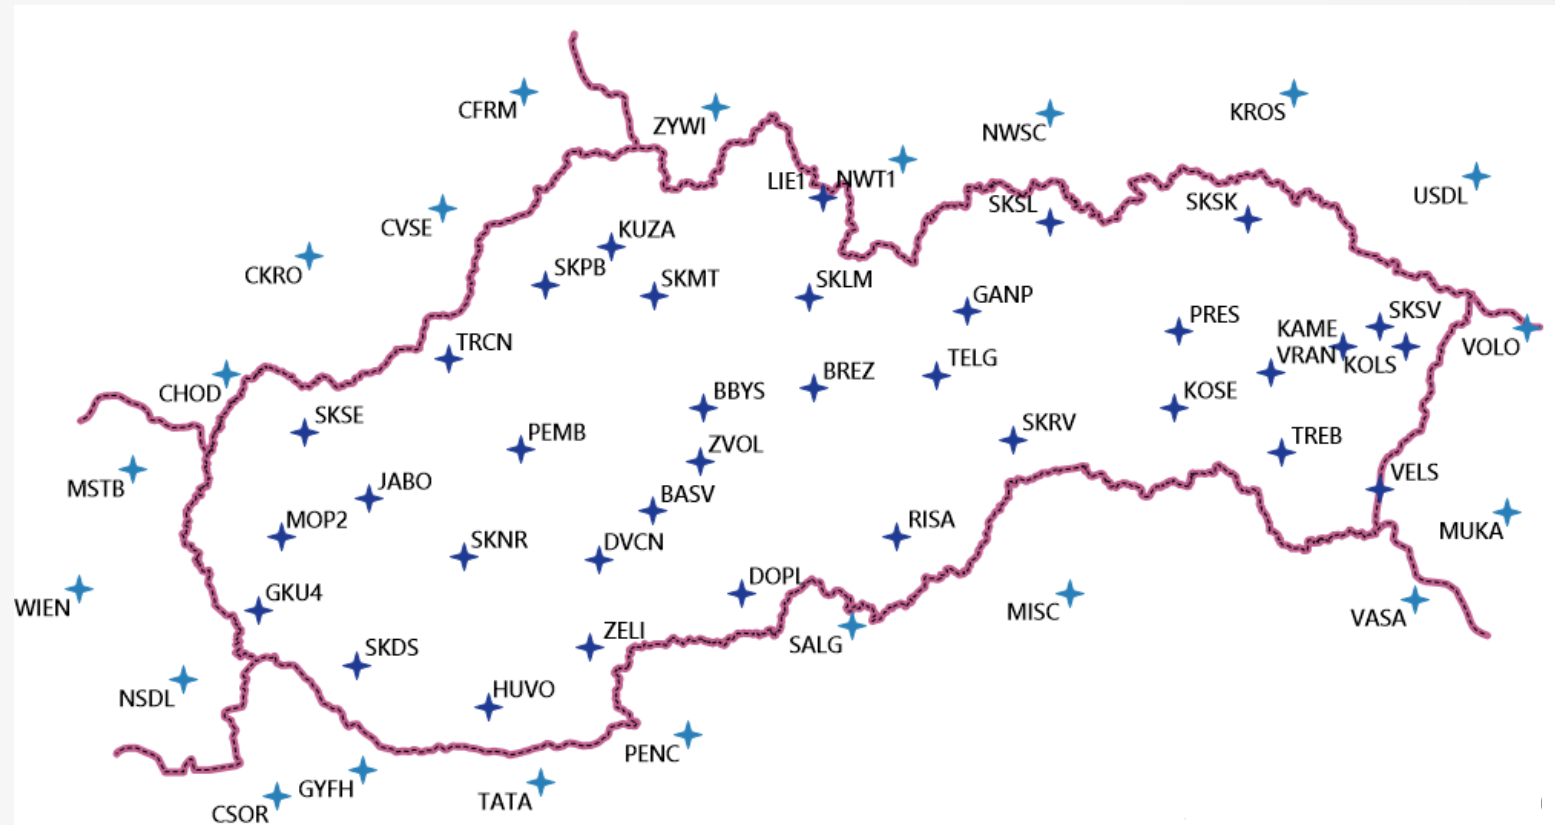 CFRM
ZYWI
NWSC
KROS
LIE1
NWT1
USDL
SKSL
SKSK
CVSE
KUZA
CKRO
SKPB
SKMT
SKLM
GANP
PRES
SKSV
KAME
VOLO
TRCN
TELG
VRAN
KOLS
BREZ
CHOD
BBYS
KOSE
SKSE
SKRV
PEMB
TREB
ZVOL
VELS
MSTB
JABO
BASV
MOP2
RISA
MUKA
SKNR
DVCN
DOPL
GKU4
WIEN
MISC
VASA
ZELI
SALG
SKDS
NSDL
HUVO
PENC
GYFH
TATA
CSOR